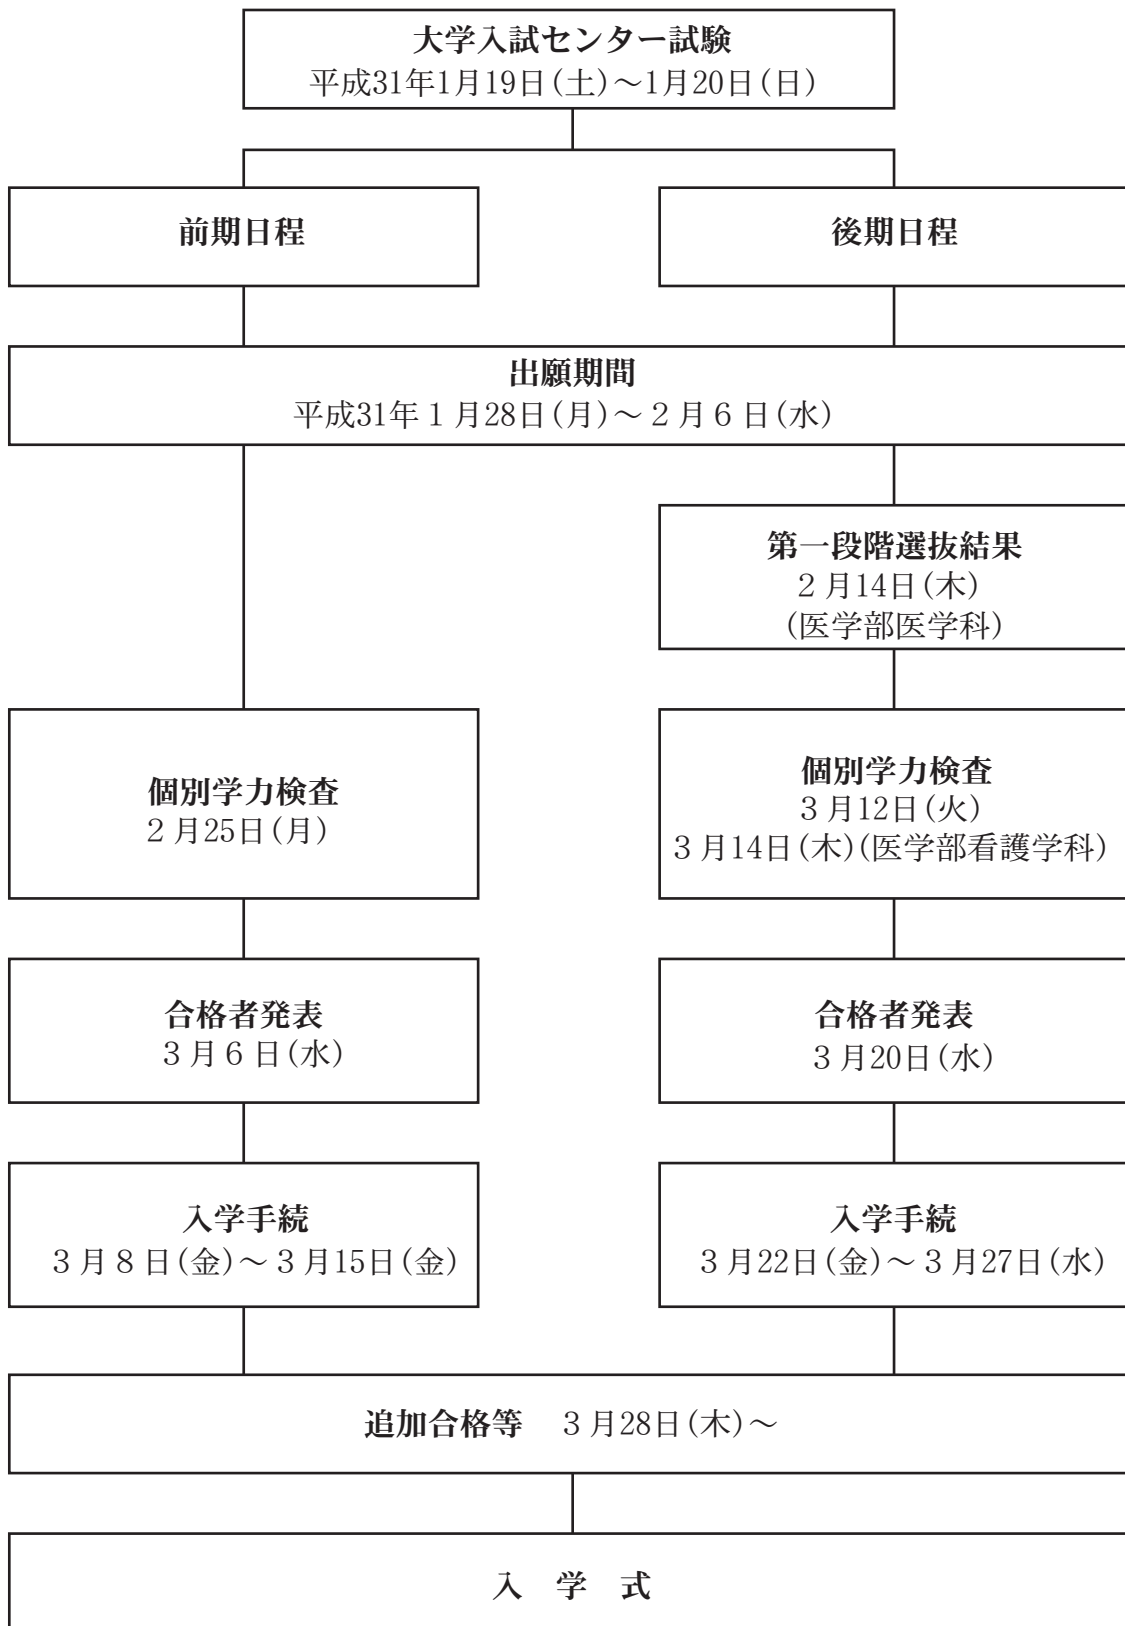 大学入試センター試験
平成31年1月19日(土)～1月20日(日)
前期日程
後期日程
出願期間
平成31年１月28日(月)～２月６日(水)
第一段階選抜結果
２月14日(木)
(医学部医学科)
個別学力検査
２月25日(月)
個別学力検査
３月12日(火)
３月14日(木)(医学部看護学科)
合格者発表
３月６日(水)
合格者発表
３月20日(水)
入学手続
３月８日(金)～３月15日(金)
入学手続
３月22日(金)～３月27日(水)
追加合格等　３月28日(木)～
入　学　式